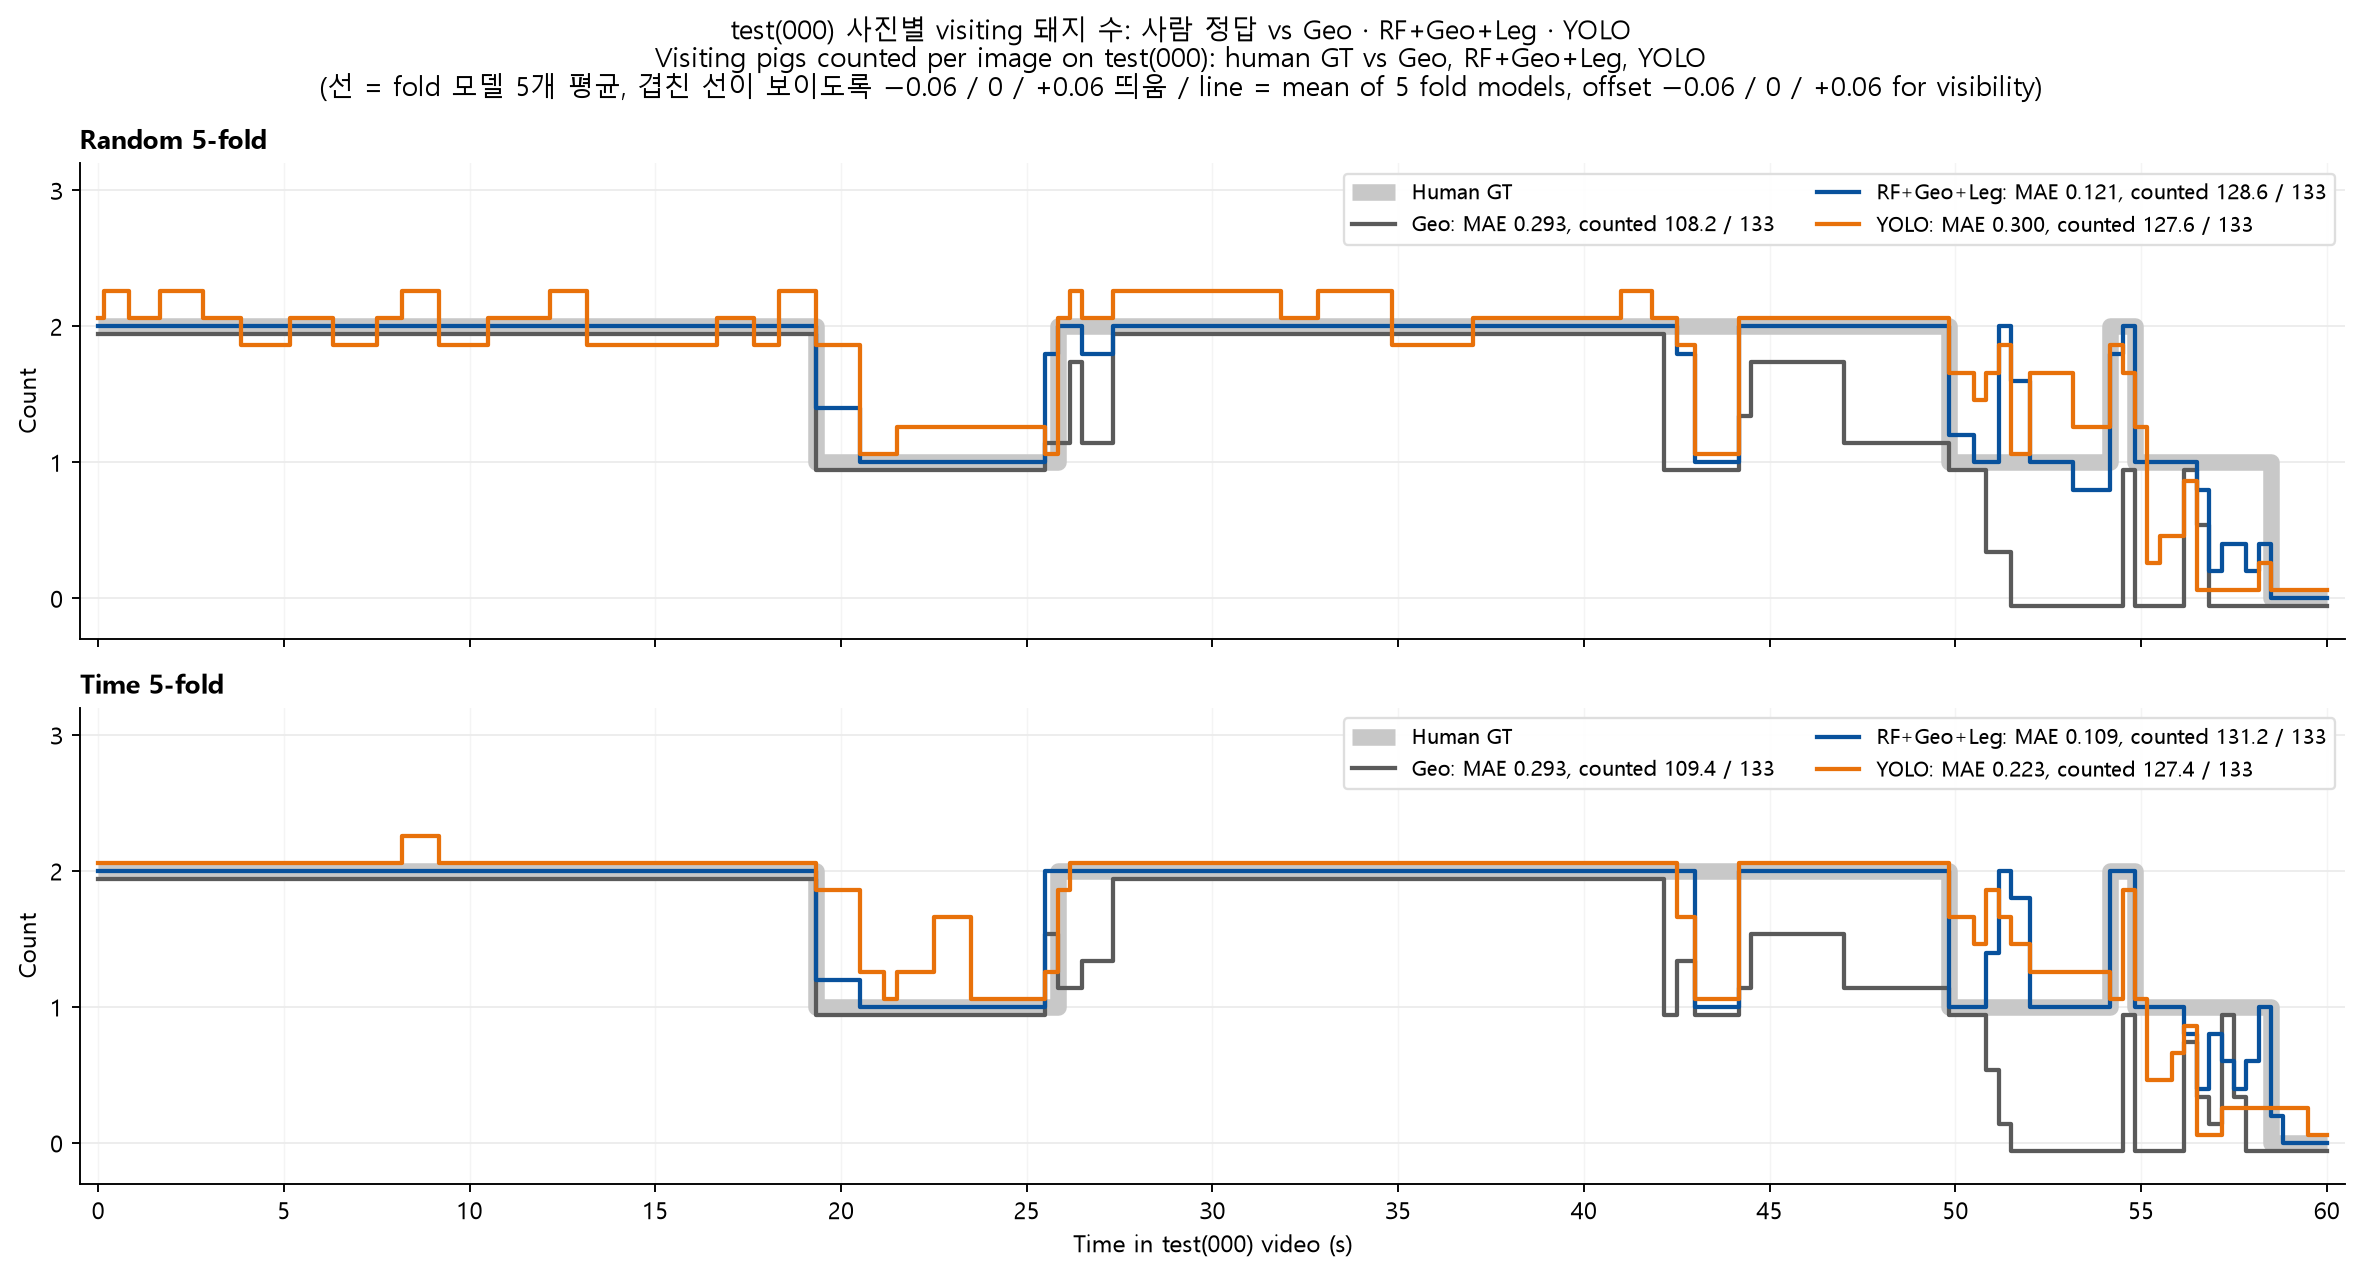 test(000) 사진별 visiting 돼지 수: 사람 정답 vs Geo · RF+Geo+Leg · YOLO
Visiting pigs counted per image on test(000): human GT vs Geo, RF+Geo+Leg, YOLO
(선 = fold 모델 5개 평균, 겹친 선이 보이도록 −0.06 / 0 / +0.06 띄움 / line = mean of 5 fold models, offset −0.06 / 0 / +0.06 for visibility)
Random 5-fold
Human GT
Geo: MAE 0.293, counted 108.2 / 133
RF+Geo+Leg: MAE 0.121, counted 128.6 / 133
YOLO: MAE 0.300, counted 127.6 / 133
3
2
1
0
Count
Time 5-fold
Human GT
Geo: MAE 0.293, counted 109.4 / 133
RF+Geo+Leg: MAE 0.109, counted 131.2 / 133
YOLO: MAE 0.223, counted 127.4 / 133
3
2
1
0
Count
0 5 10 15 20 25 30 35 40 45 50 55 60
Time in test(000) video (s)